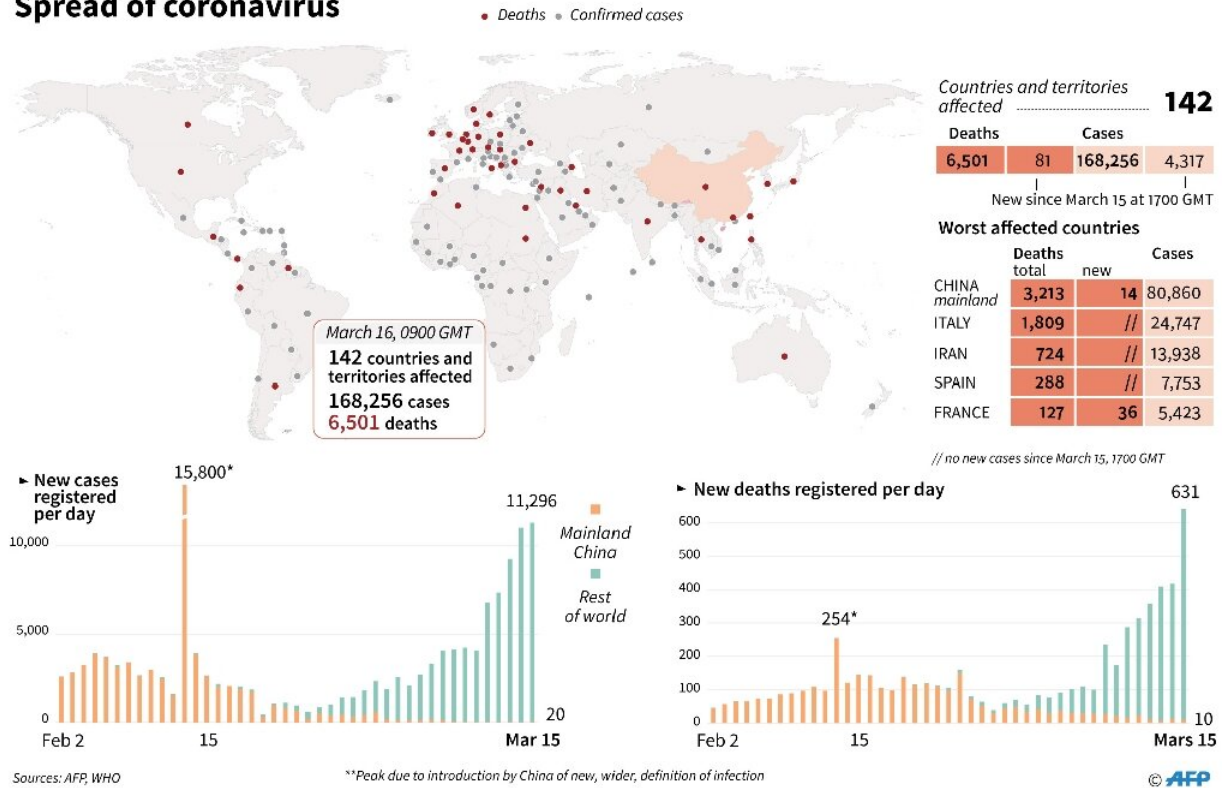 Spread of coronavirus
Deaths
Confirmed cases
Countries and territories
affected
142
Deaths
Cases
6,501
81
168,256
4,317
New since March 15 at 1700 GMT
Worst affected countries
Deaths
total
new
Cases
CHINA
mainland
3,213
14
80,860
ITALY
1,809
//
24,747
IRAN
724
//
13,938
SPAIN
288
//
7,753
FRANCE
127
36
5,423
// no new cases since March 15, 1700 GMT
March 16, 0900 GMT
142 countries and
territories affected
168,256 cases
6,501 deaths
► New cases
registered
per day
15,800*
11,296
10,000
5,000
0
20
Feb 2
15
Mar 15
Mainland
China
Rest
of world
► New deaths registered per day
631
600
500
400
300
254*
200
100
0
10
Feb 2
15
Mars 15
Sources: AFP, WHO
**Peak due to introduction by China of new, wider, definition of infection
© AFP